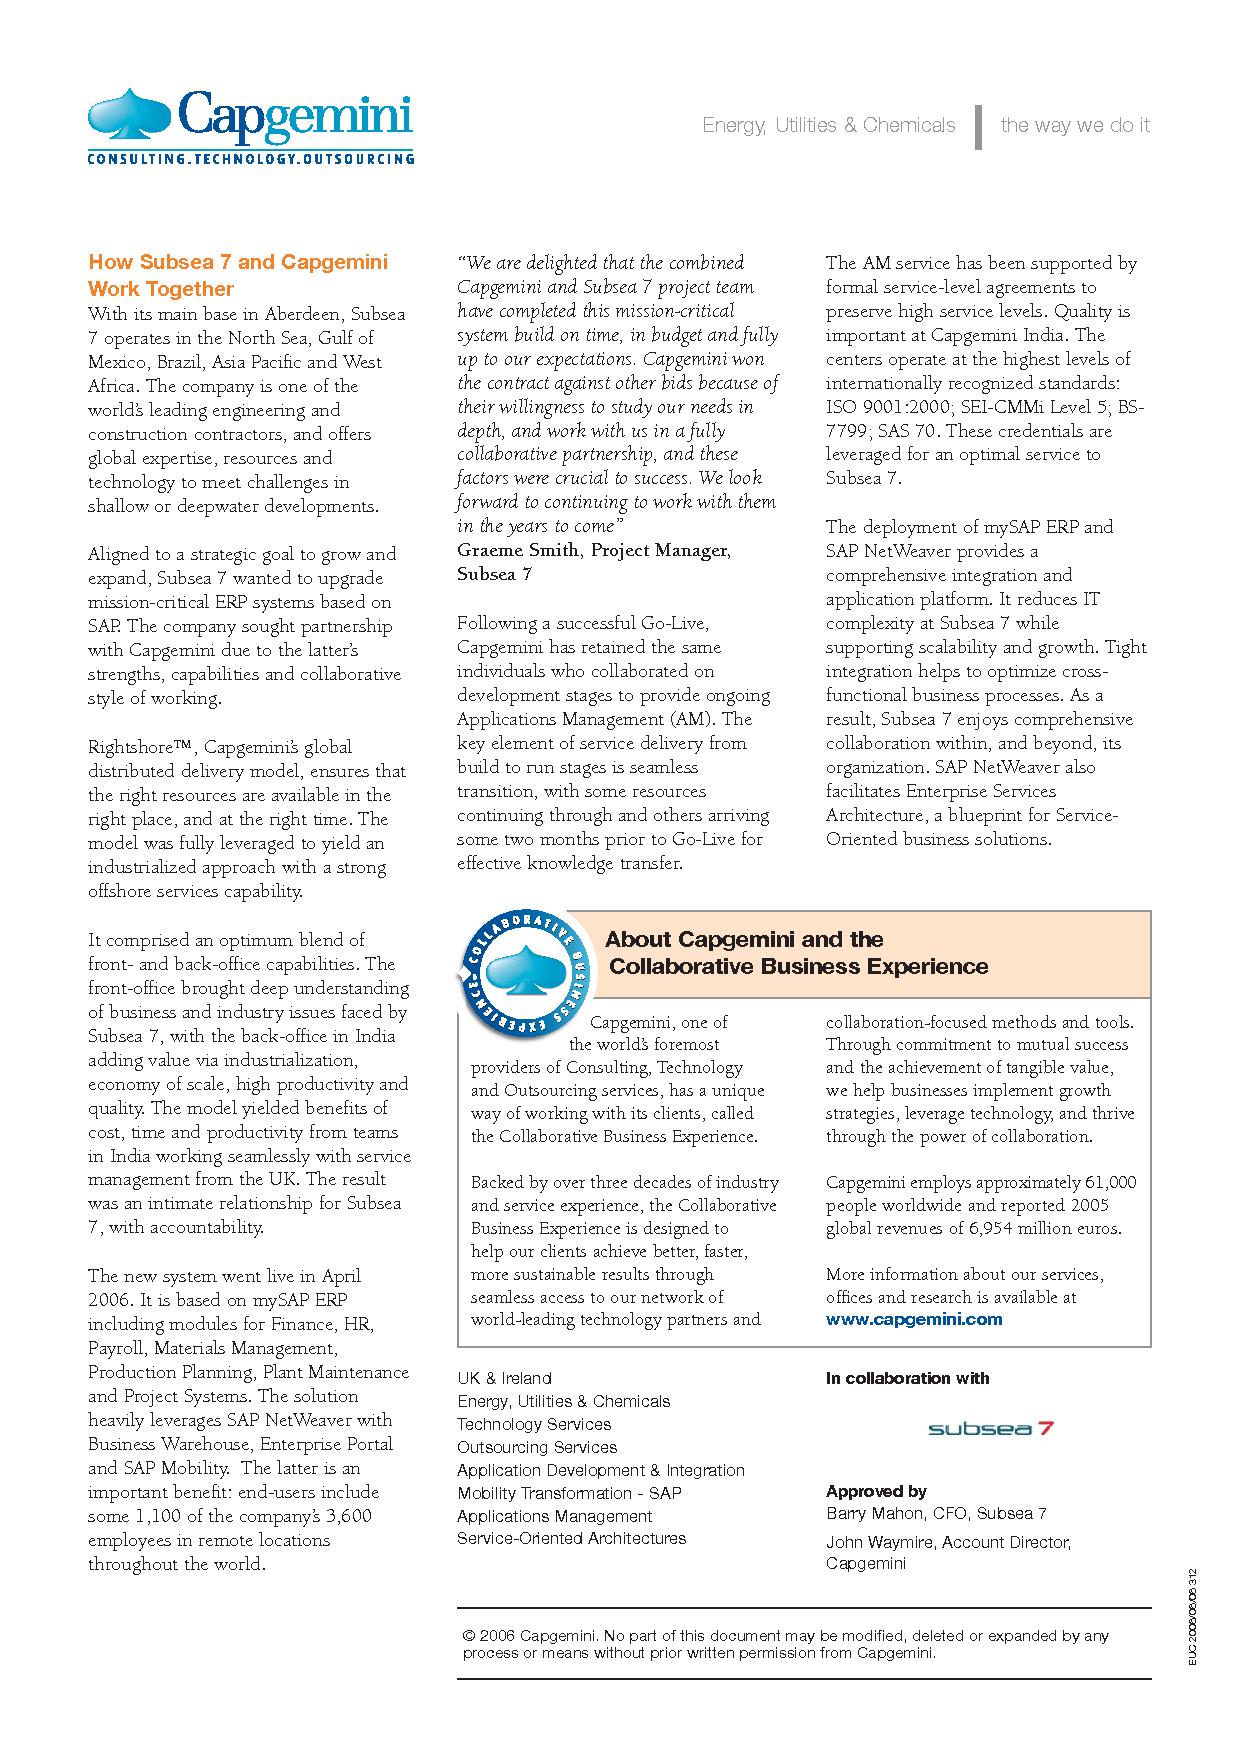 Capgemini
CONSULTING.TECHNOLOGY.OUTSOURCING
Energy, Utilities & Chemicals
the way we do it
How Subsea 7 and Capgemini
Work Together
With its main base in Aberdeen, Subsea
7 operates in the North Sea, Gulf of
Mexico, Brazil, Asia Pacific and West
Africa. The company is one of the
world's leading engineering and
construction contractors, and offers
global expertise, resources and
technology to meet challenges in
shallow or deepwater developments.
Aligned to a strategic goal to grow and
expand, Subsea 7 wanted to upgrade
mission-critical ERP systems based on
SAP. The company sought partnership
with Capgemini due to the latter's
strengths, capabilities and collaborative
style of working.
Rightshore™, Capgemini's global
distributed delivery model, ensures that
the right resources are available in the
right place, and at the right time. The
model was fully leveraged to yield an
industrialized approach with a strong
offshore services capability.
It comprised an optimum blend of
front- and back-office capabilities. The
front-office brought deep understanding
of business and industry issues faced by
Subsea 7, with the back-office in India
adding value via industrialization,
economy of scale, high productivity and
quality. The model yielded benefits of
cost, time and productivity from teams
in India working seamlessly with service
management from the UK. The result
was an intimate relationship for Subsea
7, with accountability.
The new system went live in April
2006. It is based on mySAP ERP
including modules for Finance, HR,
Payroll, Materials Management,
Production Planning, Plant Maintenance
and Project Systems. The solution
heavily leverages SAP NetWeaver with
Business Warehouse, Enterprise Portal
and SAP Mobility.  The latter is an
important benefit: end-users include
some 1,100 of the company's 3,600
employees in remote locations
throughout the world.
“We are delighted that the combined
Capgemini and Subsea 7 project team
have completed this mission-critical
system build on time, in budget and fully
up to our expectations. Capgemini won
the contract against other bids because of
their willingness to study our needs in
depth, and work with us in a fully
collaborative partnership, and these
factors were crucial to success. We look
forward to continuing to work with them
in the years to come”
Graeme Smith, Project Manager,
Subsea 7
Following a successful Go-Live,
Capgemini has retained the same
individuals who collaborated on
development stages to provide ongoing
Applications Management (AM). The
key element of service delivery from
build to run stages is seamless
transition, with some resources
continuing through and others arriving
some two months prior to Go-Live for
effective knowledge transfer.
The AM service has been supported by
formal service-level agreements to
preserve high service levels. Quality is
important at Capgemini India. The
centers operate at the highest levels of
internationally recognized standards:
ISO 9001:2000; SEI-CMMi Level 5; BS-
7799; SAS 70. These credentials are
leveraged for an optimal service to
Subsea 7.
The deployment of mySAP ERP and
SAP NetWeaver provides a
comprehensive integration and
application platform. It reduces IT
complexity at Subsea 7 while
supporting scalability and growth. Tight
integration helps to optimize cross-
functional business processes. As a
result, Subsea 7 enjoys comprehensive
collaboration within, and beyond, its
organization. SAP NetWeaver also
facilitates Enterprise Services
Architecture, a blueprint for Service-
Oriented business solutions.
COLLABORATIVE BUSINESS EXPERIENCE
About Capgemini and the
Collaborative Business Experience
Capgemini, one of
the world's foremost
providers of Consulting, Technology
and Outsourcing services, has a unique
way of working with its clients, called
the Collaborative Business Experience.
Backed by over three decades of industry
and service experience, the Collaborative
Business Experience is designed to
help our clients achieve better, faster,
more sustainable results through
seamless access to our network of
world-leading technology partners and
collaboration-focused methods and tools.
Through commitment to mutual success
and the achievement of tangible value,
we help businesses implement growth
strategies, leverage technology, and thrive
through the power of collaboration.
Capgemini employs approximately 61,000
people worldwide and reported 2005
global revenues of 6,954 million euros.
More information about our services,
offices and research is available at
www.capgemini.com
UK & Ireland
Energy, Utilities & Chemicals
Technology Services
Outsourcing Services
Application Development & Integration
Mobility Transformation - SAP
Applications Management
Service-Oriented Architectures
In collaboration with
subsea 7
Approved by
Barry Mahon, CFO, Subsea 7
John Waymire, Account Director,
Capgemini
© 2006 Capgemini. No part of this document may be modified, deleted or expanded by any
process or means without prior written permission from Capgemini.
EUC 2006/06/06 312